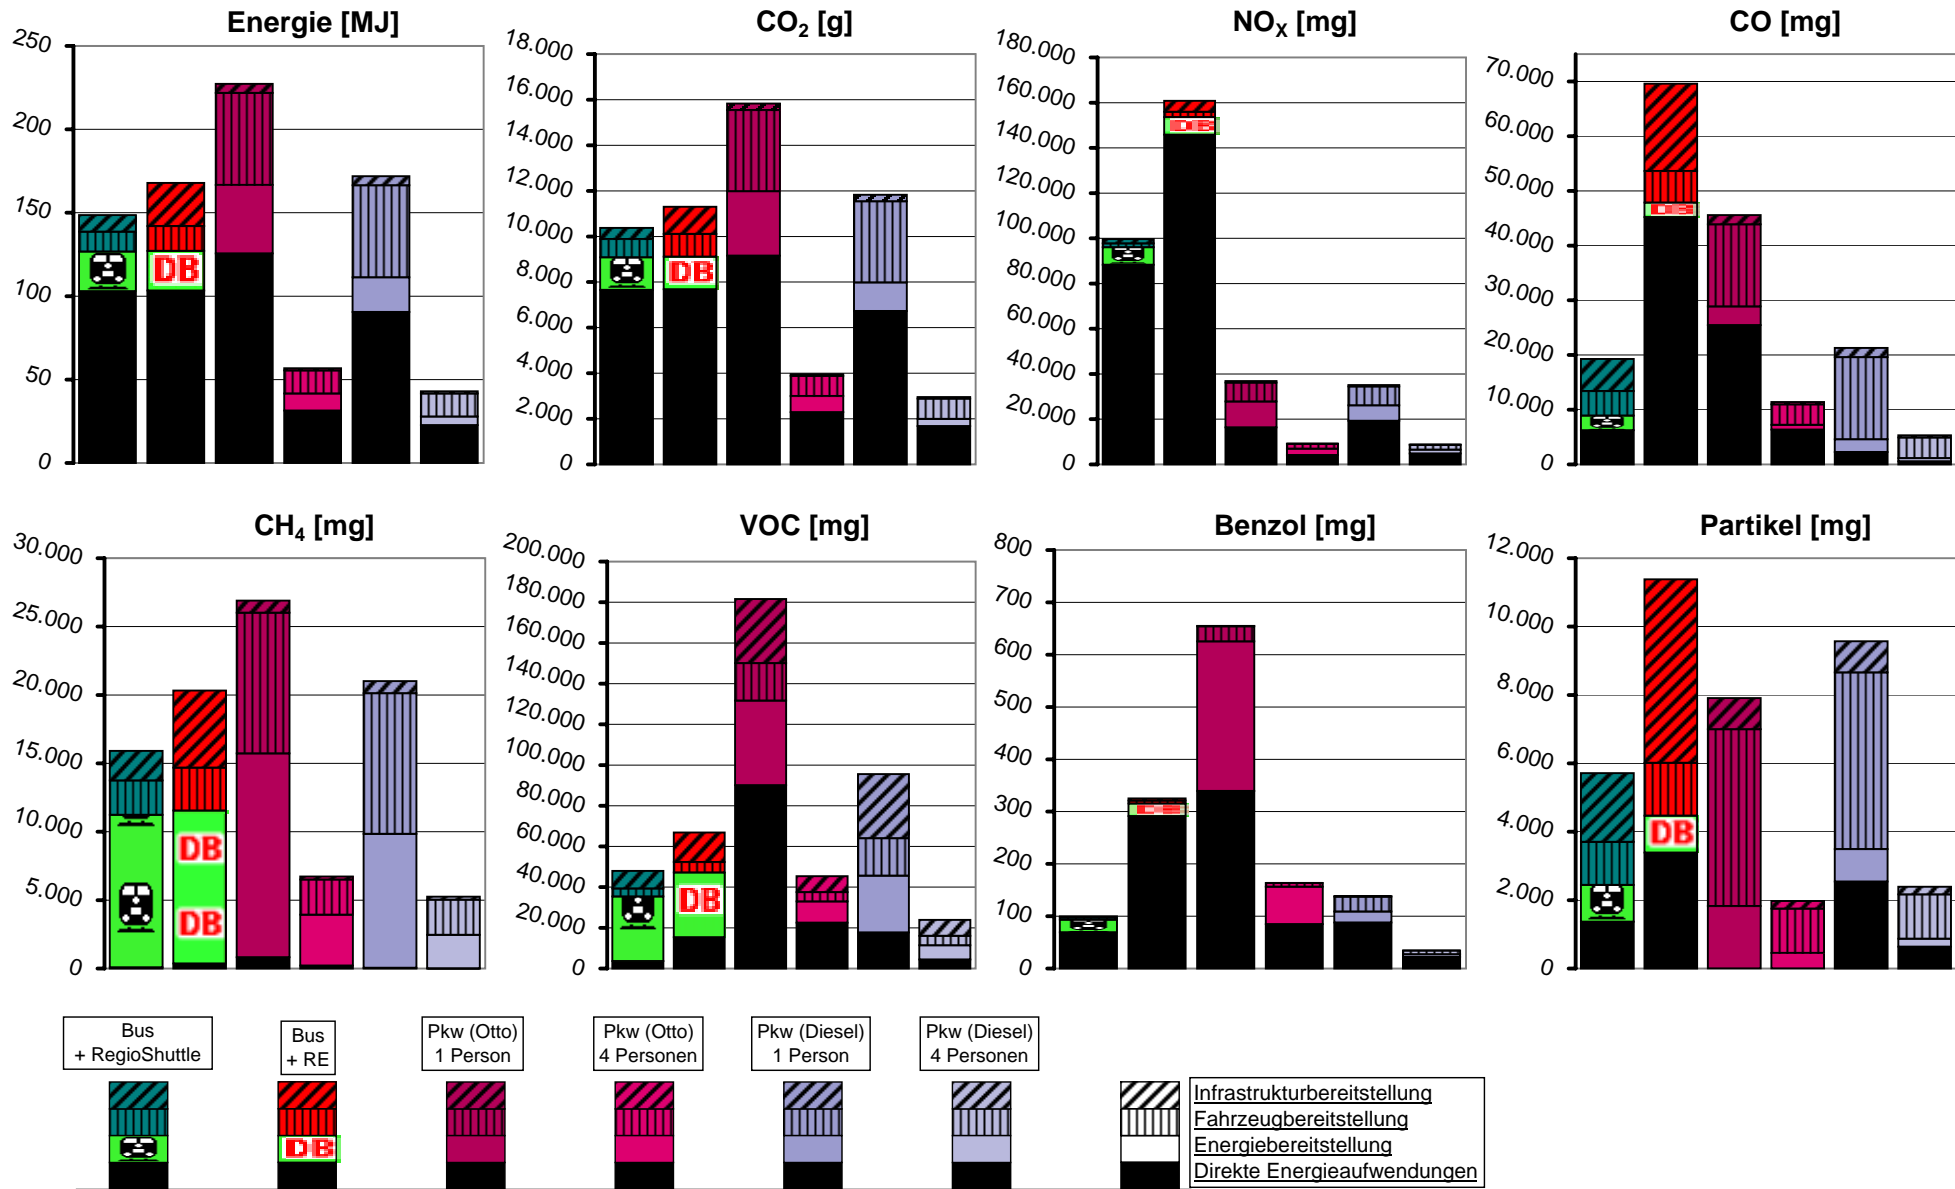 Energie [MJ]
250
200
150
100
50
0
DB
CO₂ [g]
18.000
16.000
14.000
12.000
10.000
8.000
6.000
4.000
2.000
0
DB
NOX [mg]
180.000
160.000
140.000
120.000
100.000
80.000
60.000
40.000
20.000
0
DB
CO [mg]
70.000
60.000
50.000
40.000
30.000
20.000
10.000
0
DB
CH₄ [mg]
30.000
25.000
20.000
15.000
10.000
5.000
0
DB
DB
VOC [mg]
200.000
180.000
160.000
140.000
120.000
100.000
80.000
60.000
40.000
20.000
0
DB
Benzol [mg]
800
700
600
500
400
300
200
100
0
Partikel [mg]
12.000
10.000
8.000
6.000
4.000
2.000
0
DB
Bus
+ RegioShuttle
Bus
+ RE
Pkw (Otto)
1 Person
Pkw (Otto)
4 Personen
Pkw (Diesel)
1 Person
Pkw (Diesel)
4 Personen
DB
Infrastrukturbereitstellung
Fahrzeugbereitstellung
Energiebereitstellung
Direkte Energieaufwendungen